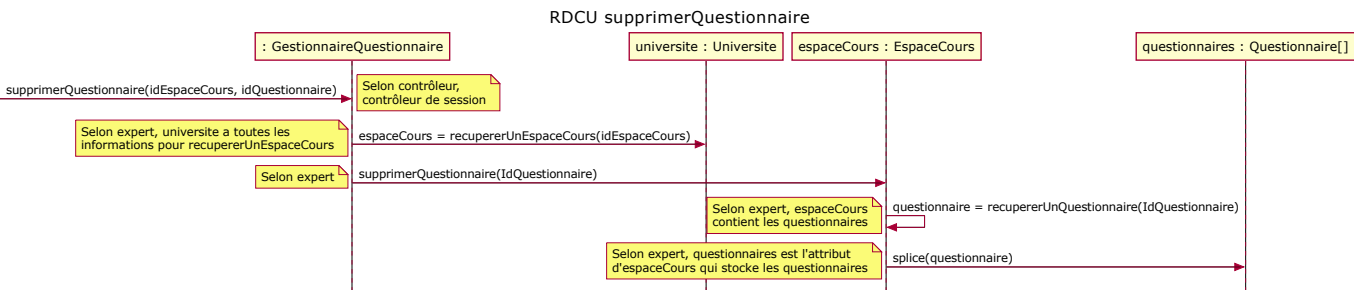 RDCU supprimerQuestionnaire
: GestionnaireQuestionnaire
universite : Universite
espaceCours : EspaceCours
questionnaires : Questionnaire[]
supprimerQuestionnaire(idEspaceCours, idQuestionnaire)
Selon contrôleur,
contrôleur de session
Selon expert, universite a toutes les
informations pour recupererUnEspaceCours
espaceCours = recupererUnEspaceCours(idEspaceCours)
Selon expert
supprimerQuestionnaire(IdQuestionnaire)
Selon expert, espaceCours
contient les questionnaires
questionnaire = recupererUnQuestionnaire(IdQuestionnaire)
Selon expert, questionnaires est l'attribut
d'espaceCours qui stocke les questionnaires
splice(questionnaire)